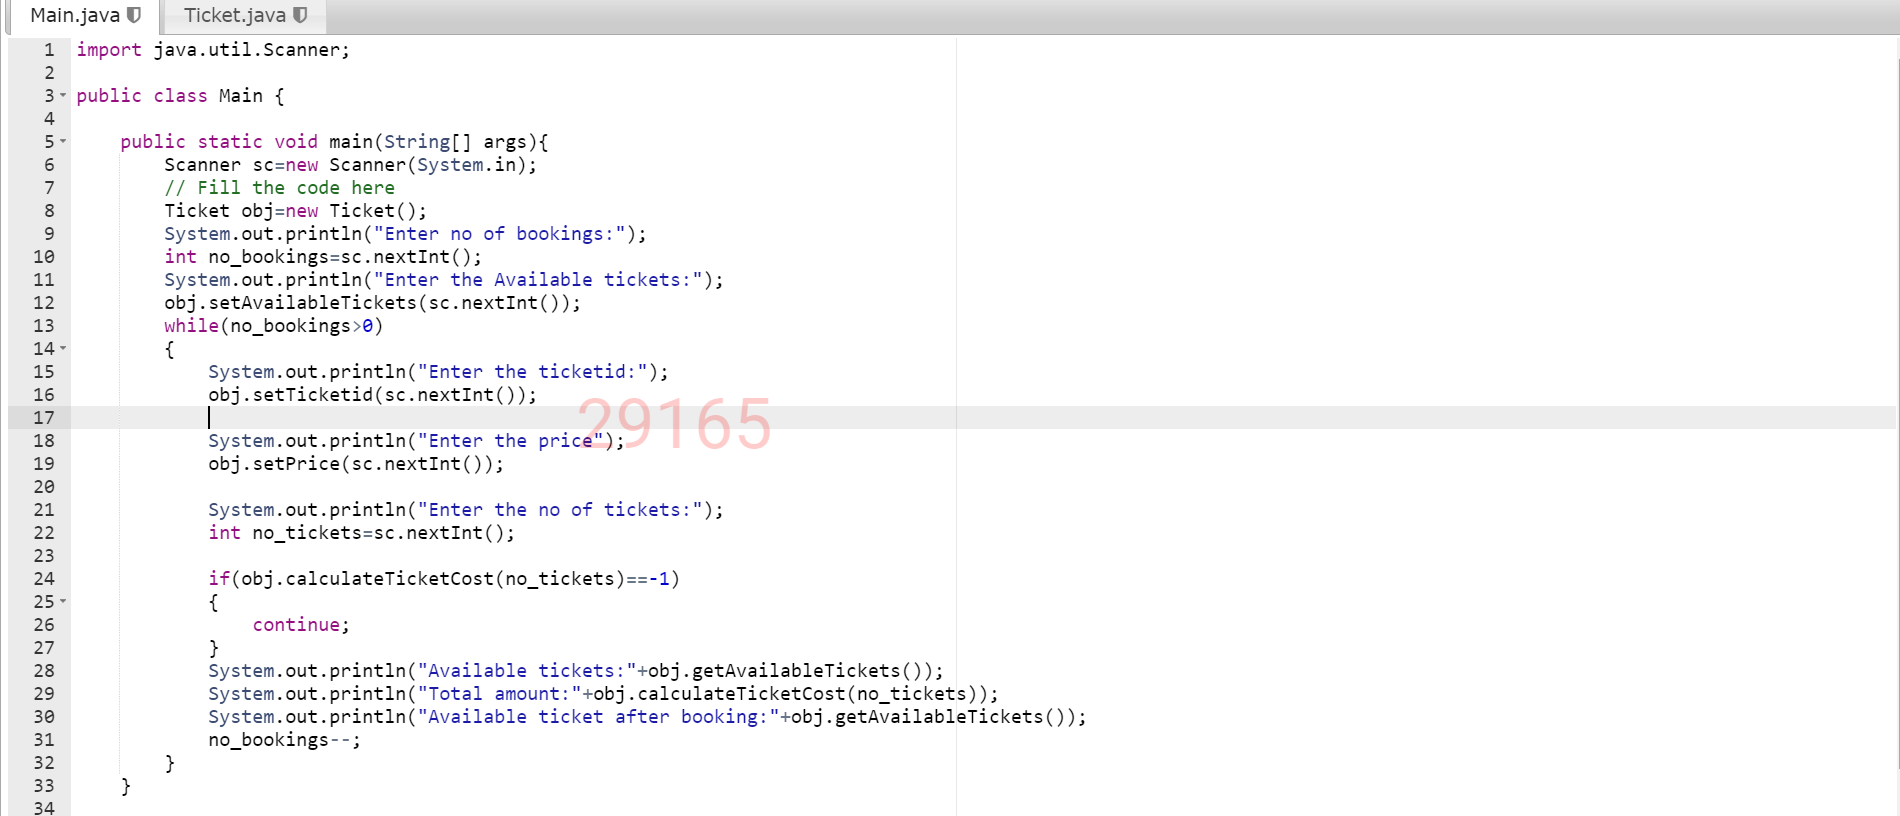 Main.java Ticket.java
1 import java.util.Scanner;
2
3 public class Main {
4
5     public static void main(String[] args){
6         Scanner sc=new Scanner(System.in);
7         // Fill the code here
8         Ticket obj=new Ticket();
9         System.out.println("Enter no of bookings:");
10         int no_bookings=sc.nextInt();
11         System.out.println("Enter the Available tickets:");
12         obj.setAvailableTickets(sc.nextInt());
13         while(no_bookings>0)
14         {
15             System.out.println("Enter the ticketid:");
16             obj.setTicketid(sc.nextInt());
17
29165
18             System.out.println("Enter the price");
19             obj.setPrice(sc.nextInt());
20
21             System.out.println("Enter the no of tickets:");
22             int no_tickets=sc.nextInt();
23
24             if(obj.calculateTicketCost(no_tickets)==-1)
25             {
26                 continue;
27             }
28             System.out.println("Available tickets:"+obj.getAvailableTickets());
29             System.out.println("Total amount:"+obj.calculateTicketCost(no_tickets));
30             System.out.println("Available ticket after booking:"+obj.getAvailableTickets());
31             no_bookings--;
32         }
33     }
34